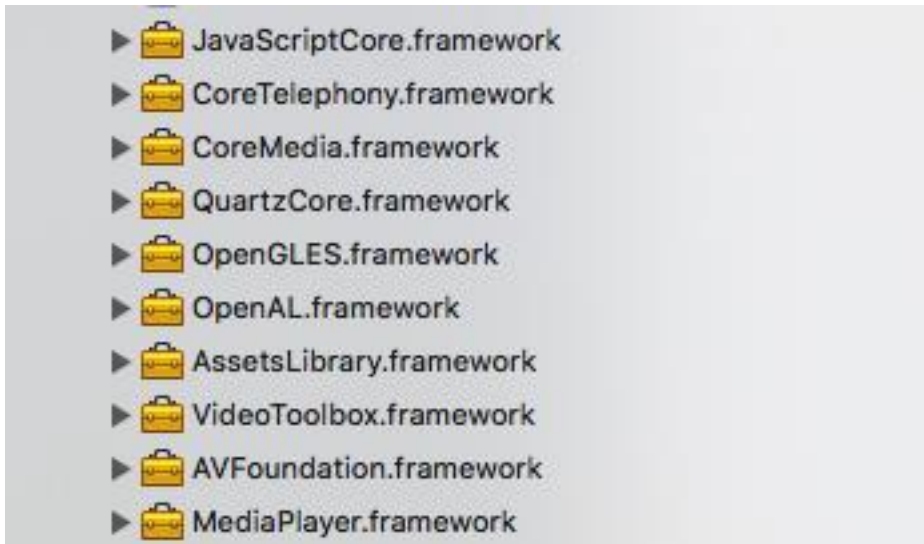 JavaScriptCore.framework
CoreTelephony.framework
CoreMedia.framework
QuartzCore.framework
OpenGLES.framework
OpenAL.framework
AssetsLibrary.framework
VideoToolbox.framework
AVFoundation.framework
MediaPlayer.framework